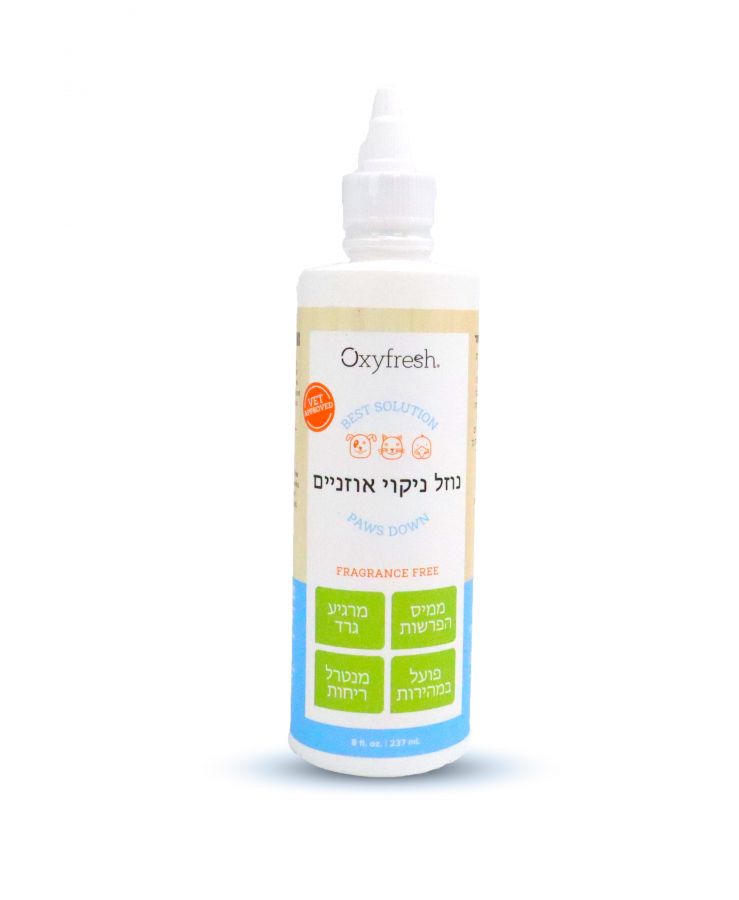 Oxyfresh®
VET
APPROVED
BEST SOLUTION
נוזל ניקוי אוזניים
PAWS DOWN
FRAGRANCE FREE
ממיס
הפרשות
מרגיע
גרד
פועל
במהירות
מנטרל
ריחות
8 fl. oz. | 237 mL